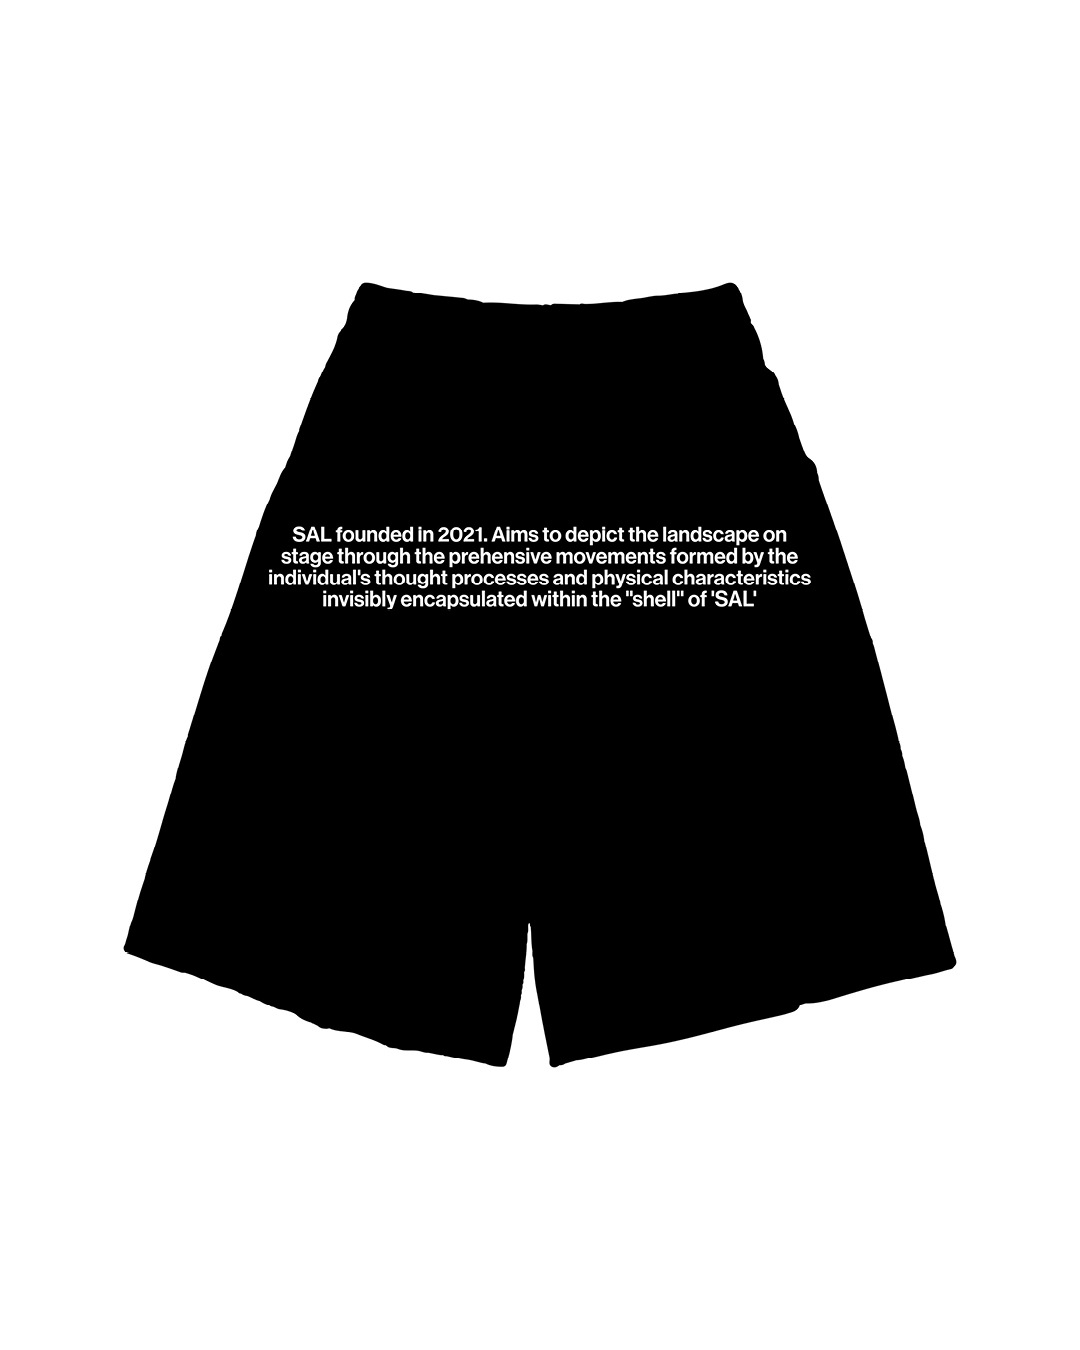 SAL founded in 2021. Aims to depict the landscape on
stage through the prehensive movements formed by the
individual's thought processes and physical characteristics
invisibly encapsulated within the "shell" of 'SAL'